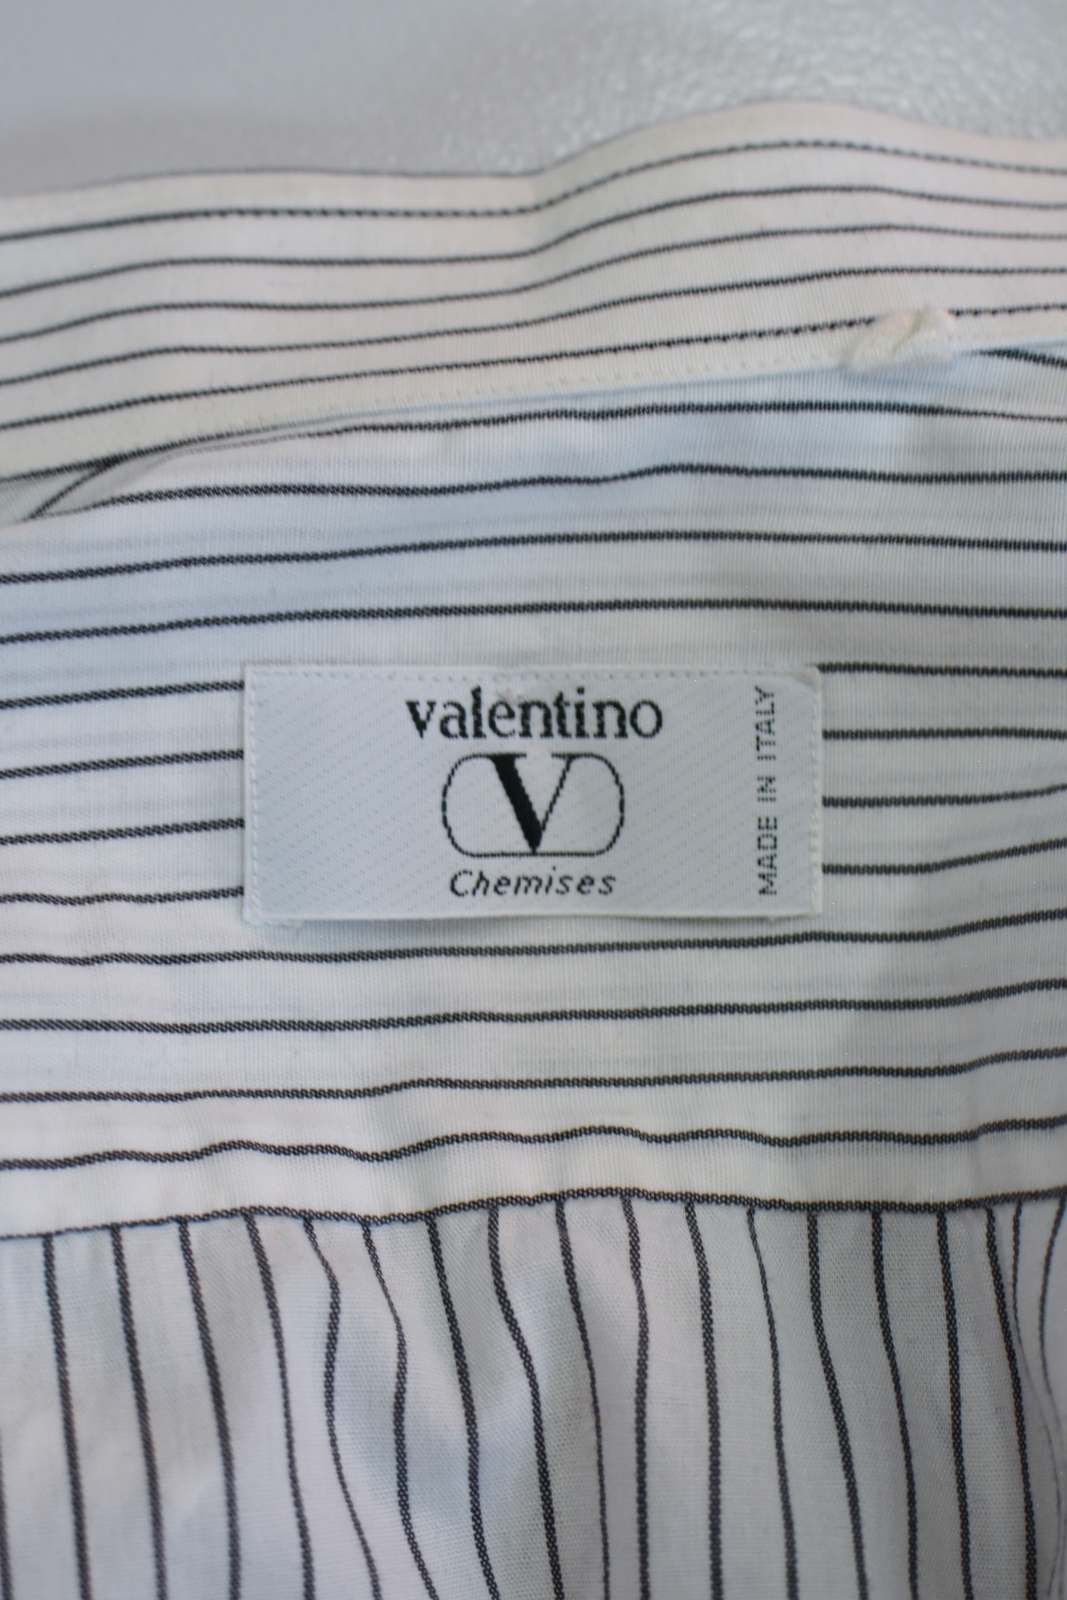 valentino
V
Chemises
MADE IN ITALY